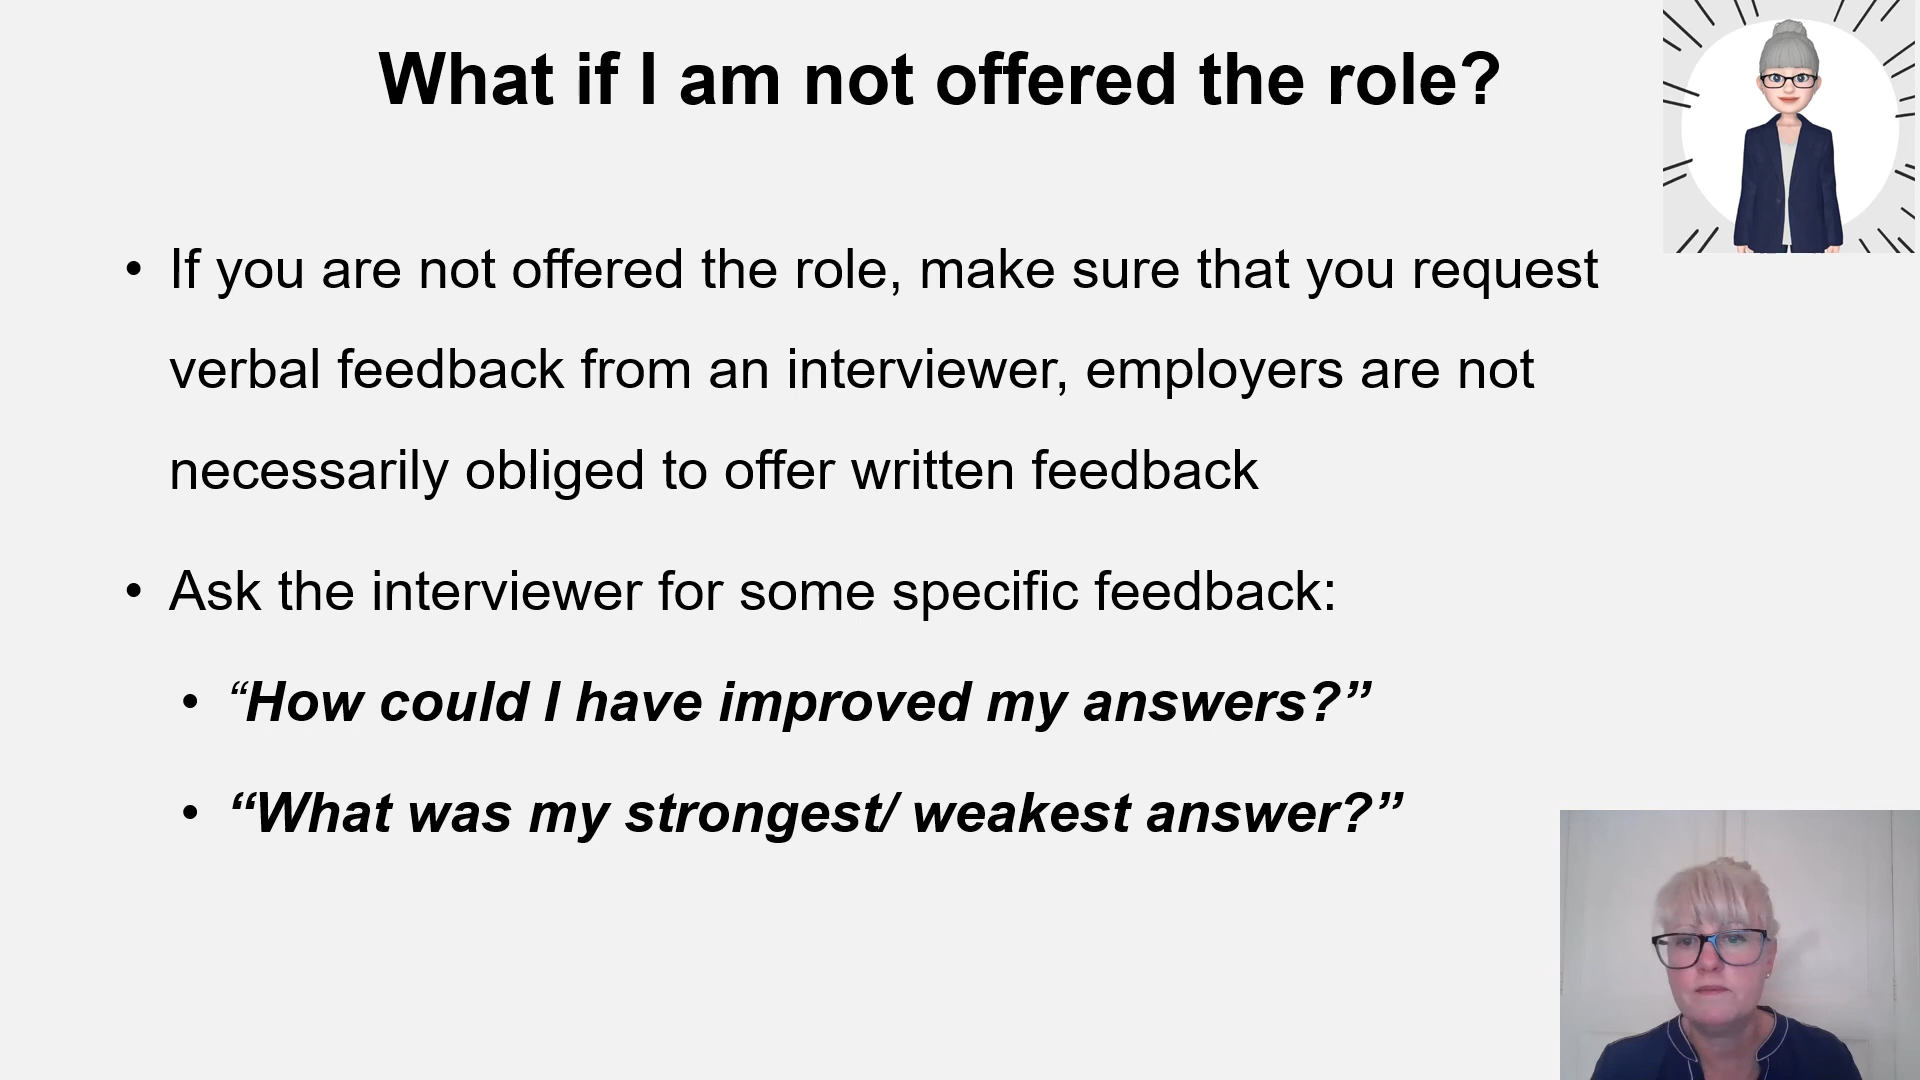 What if I am not offered the role?
• If you are not offered the role, make sure that you request
verbal feedback from an interviewer, employers are not
necessarily obliged to offer written feedback
• Ask the interviewer for some specific feedback:
• “How could I have improved my answers?”
• “What was my strongest/ weakest answer?”